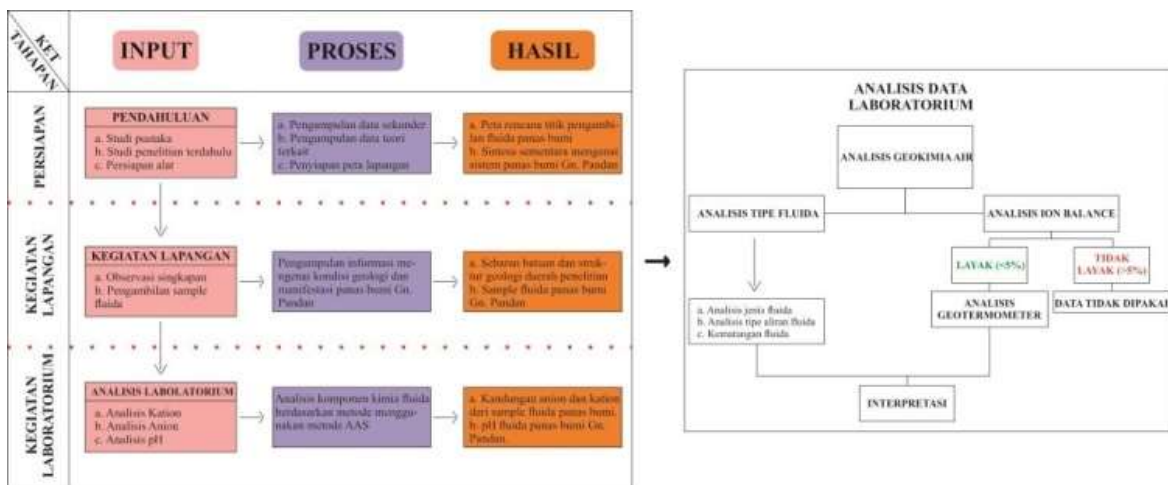 KET
TAHAPAN
INPUT
PROSES
HASIL
PERSIAPAN
PENDAHULUAN
a. Studi pustaka
b. Studi penelitian terdahulu
c. Persiapan alat
a. Pengumpulan data sekunder
b. Pengumpulan data teori
terkait
c. Penyiapan peta lapangan
a. Peta rencana titik pengambi-
lan fluida panas bumi
b. Sintesa sementara mengenai
sistem panas bumi Gn. Pandan
KEGIATAN
LAPANGAN
KEGIATAN LAPANGAN
a. Observasi singkapan
b. Pengambilan sample
fluida
Pengumpulan informasi me-
ngenai kondisi geologi dan
manifestasi panas bumi Gn.
Pandan
a. Sebaran batuan dan struk-
tur geologi daerah penelitian
b. Sample fluida panas bumi
Gn. Pandan
KEGIATAN
LABORATORIUM
ANALISIS LABOLATORIUM
a. Analisis Kation
b. Analisis Anion
c. Analisis pH
Analisis komponen kimia fluida
berdasarkan metode menggu-
nakan metode AAS
a. Kandungan anion dan kation
deri sample fluida panas bumi.
b. pH fluida panas bumi Gn.
Pandan.
ANALISIS DATA
LABORATORIUM
ANALISIS GEOKIMIA AIR
ANALISIS TIPE FLUIDA
ANALISIS ION BALANCE
LAYAK (<5%)
TIDAK
LAYAK (>5%)
a. Analisis jenis fluida
b. Analisis tipe aliran fluida
c. Kematangan fluida
ANALISIS
GEOTERMOMETER
DATA TIDAK DIPAKAI
INTERPRETASI